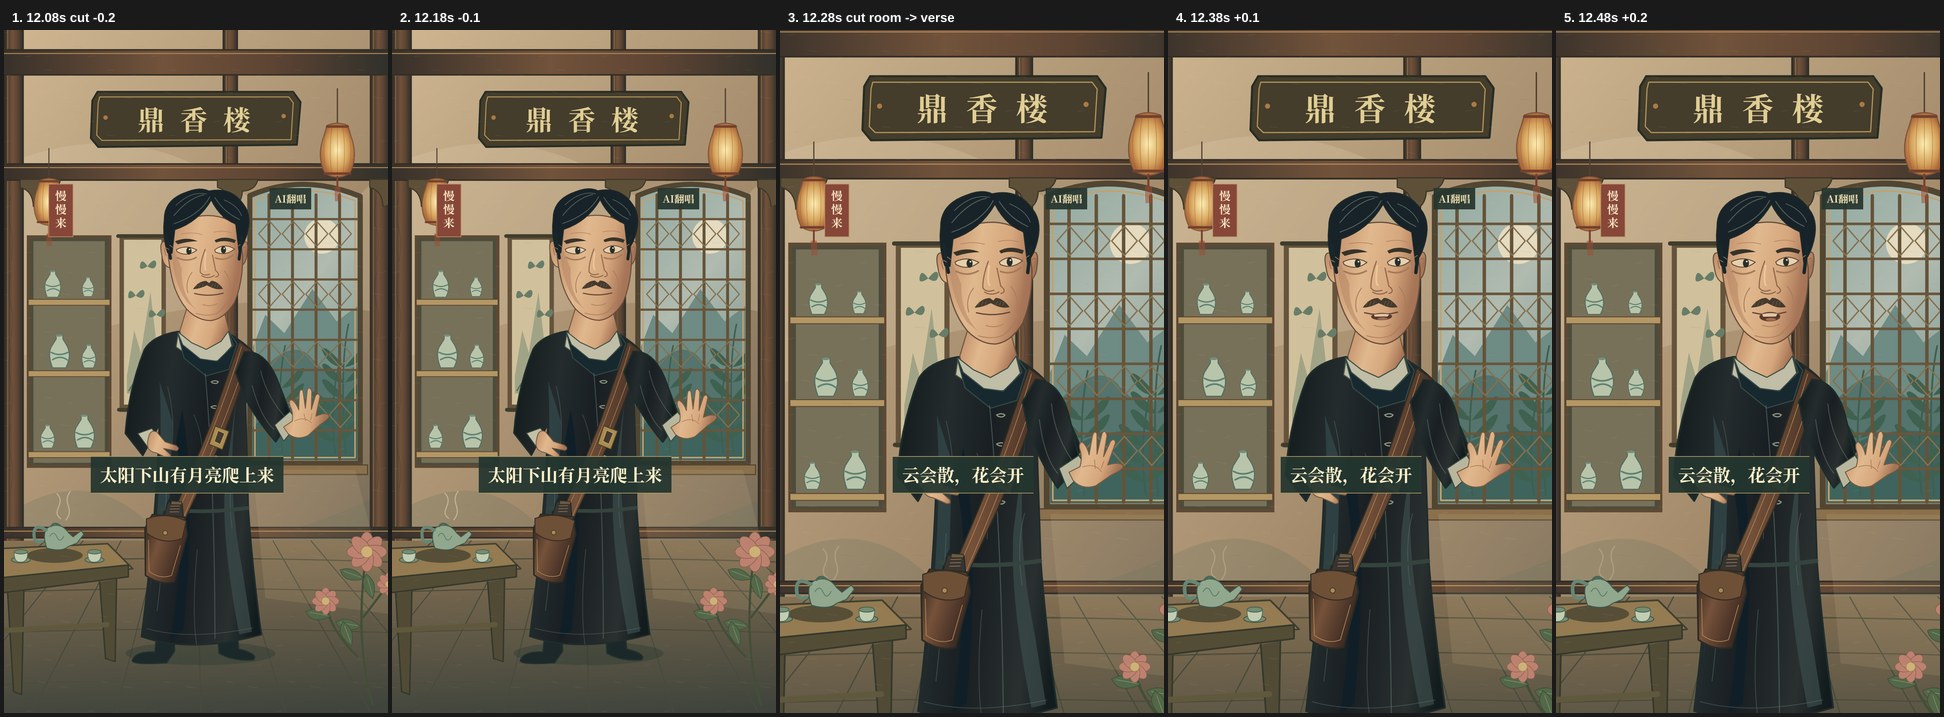 1. 12.08s cut -0.2
鼎香楼
慢慢来
AI翻唱
太阳下山有月亮爬上来
2. 12.18s -0.1
鼎香楼
慢慢来
AI翻唱
太阳下山有月亮爬上来
3. 12.28s cut room -> verse
鼎香楼
慢慢来
AI翻唱
云会散，花会开
4. 12.38s +0.1
鼎香楼
慢慢来
AI翻唱
云会散，花会开
5. 12.48s +0.2
鼎香楼
慢慢来
AI翻唱
云会散，花会开